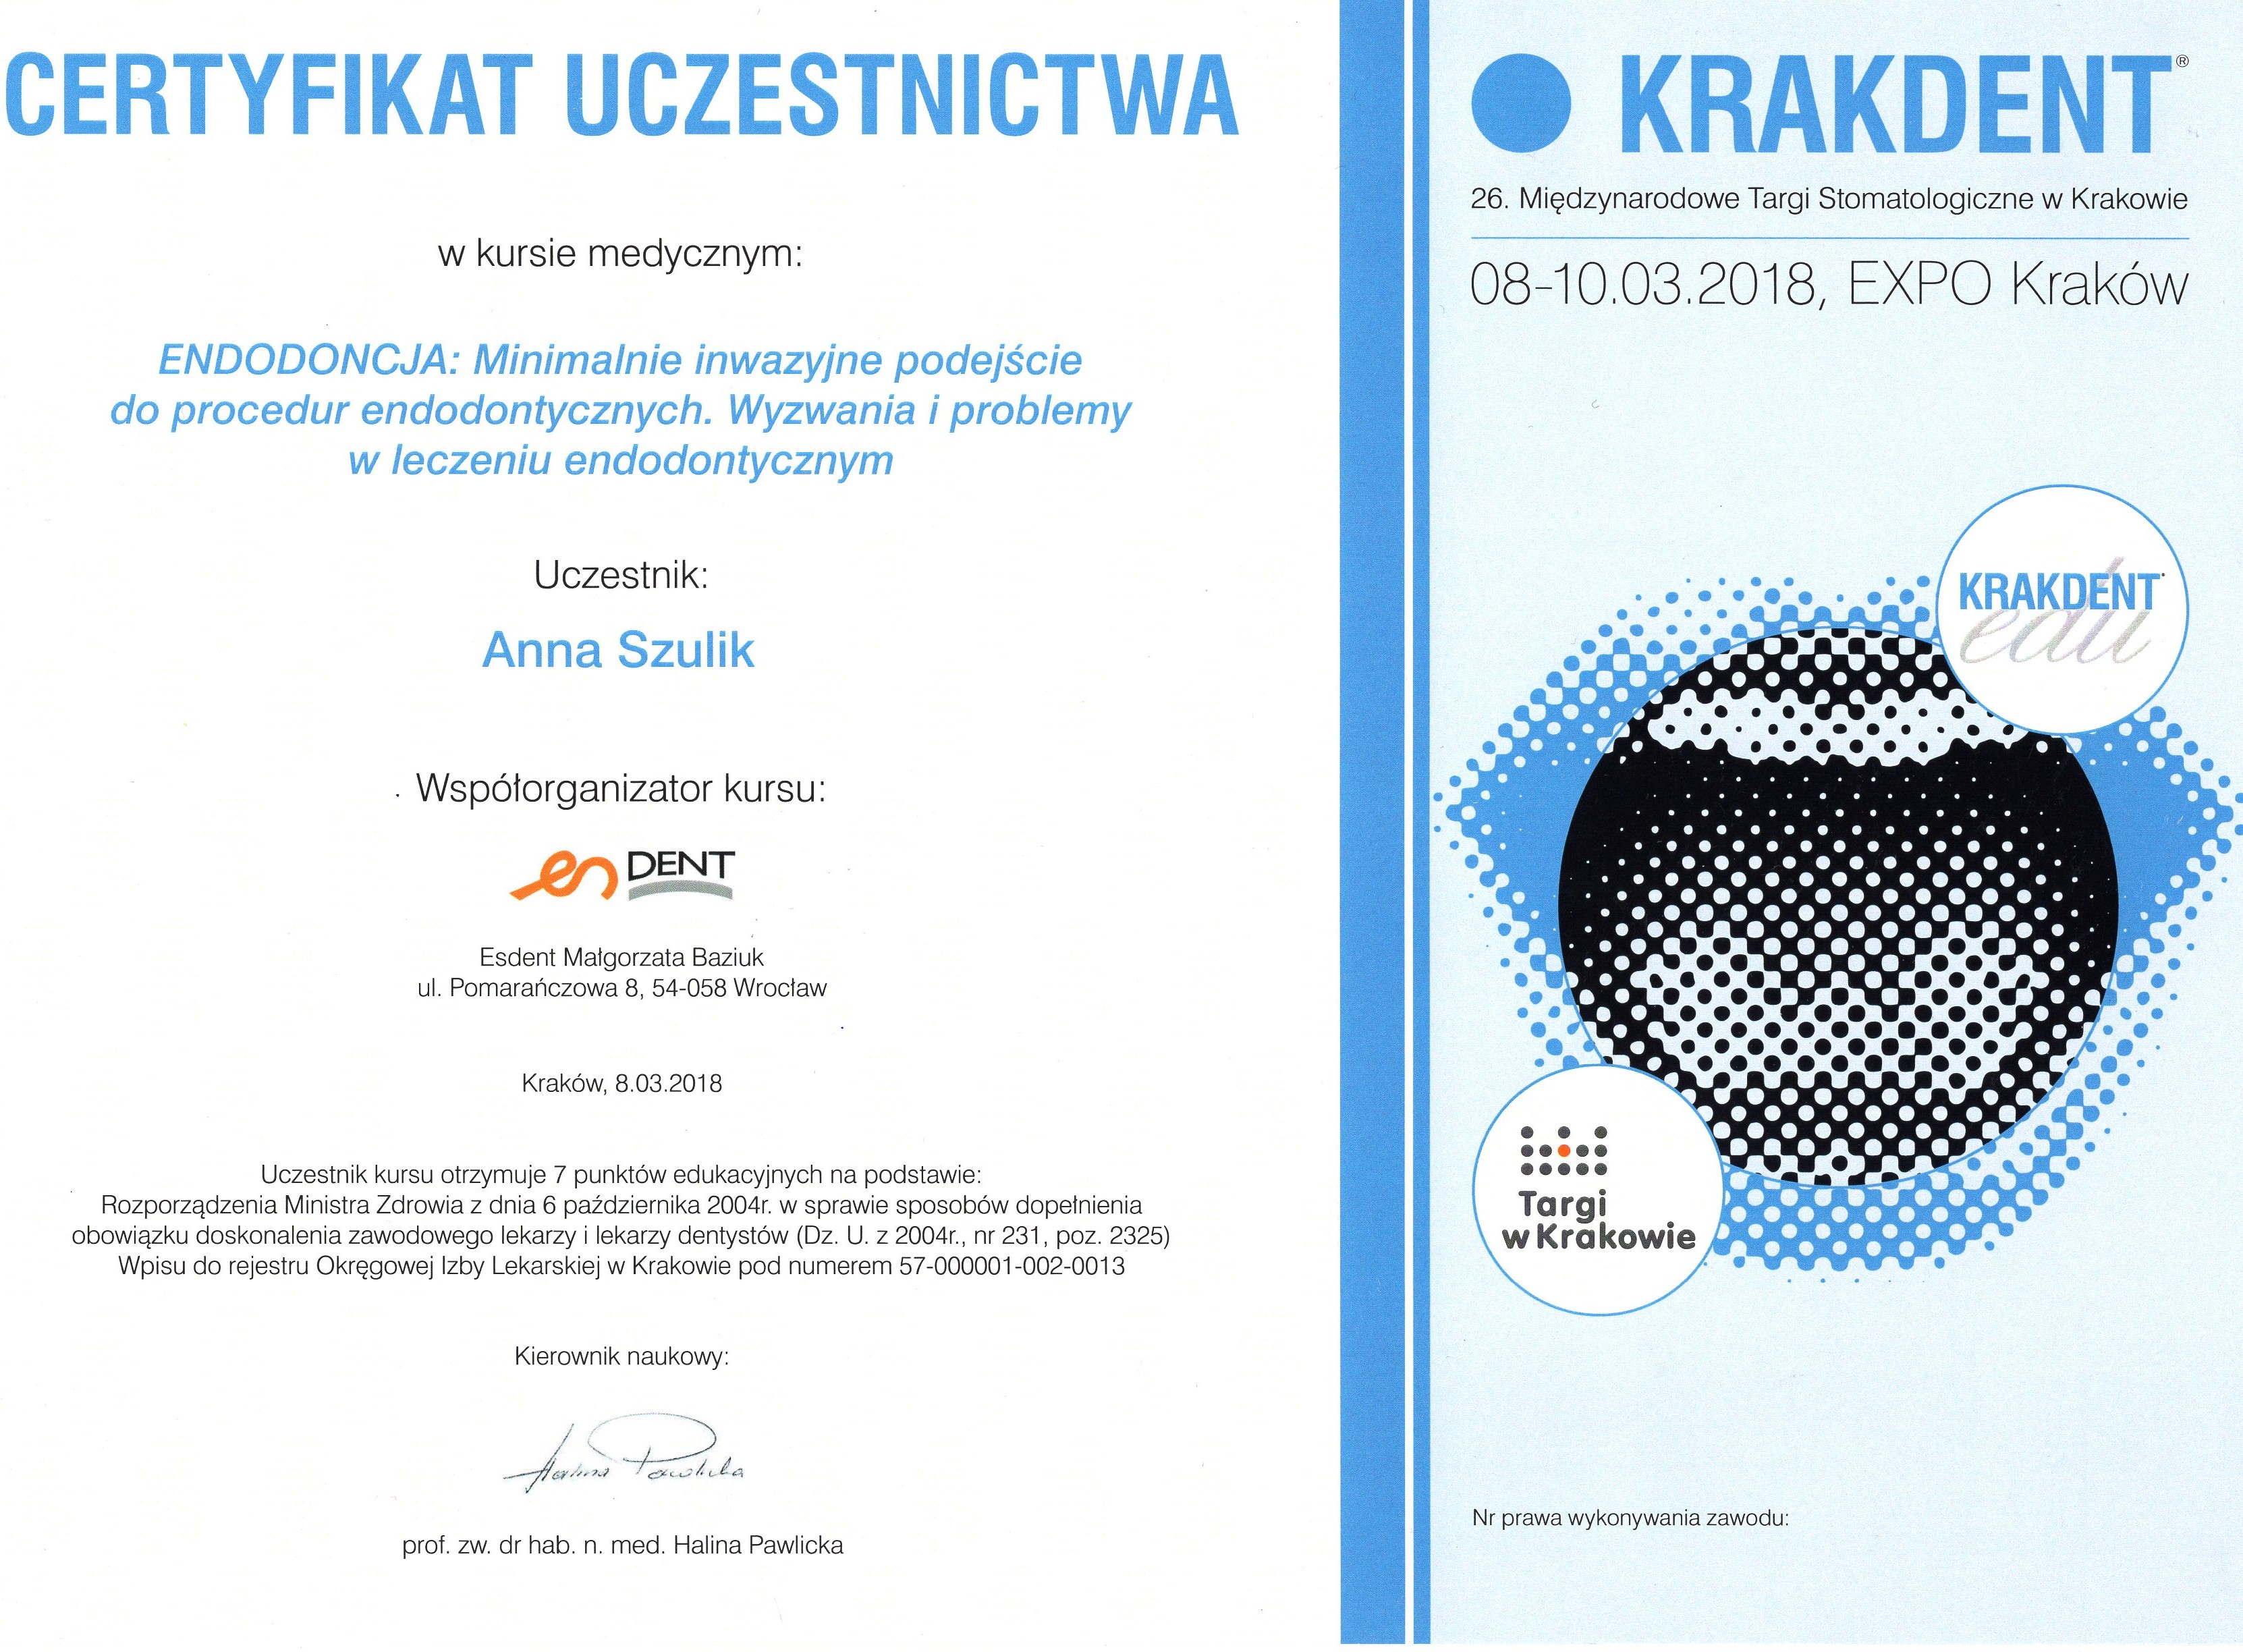 CERTYFIKAT UCZESTNICTWA
w kursie medycznym:
ENDODONCJA: Minimalnie inwazyjne podejście
do procedur endodontycznych. Wyzwania i problemy
w leczeniu endodontycznym
Uczestnik:
Anna Szulik
Współorganizator kursu:
en DENT
Esdent Małgorzata Baziuk
ul. Pomarańczowa 8, 54-058 Wrocław
Kraków, 8.03.2018
Uczestnik kursu otrzymuje 7 punktów edukacyjnych na podstawie:
Rozporządzenia Ministra Zdrowia z dnia 6 października 2004r. w sprawie sposobów dopełnienia
obowiązku doskonalenia zawodowego lekarzy i lekarzy dentystów (Dz. U. z 2004r., nr 231, poz. 2325)
Wpisu do rejestru Okręgowej Izby Lekarskiej w Krakowie pod numerem 57-000001-002-0013
Kierownik naukowy:
Halina Pawlicka
prof. zw. dr hab. n. med. Halina Pawlicka
KRAKDENT®
26. Międzynarodowe Targi Stomatologiczne w Krakowie
08-10.03.2018, EXPO Kraków
KRAKDENT
edu
Targi
w Krakowie
Nr prawa wykonywania zawodu: